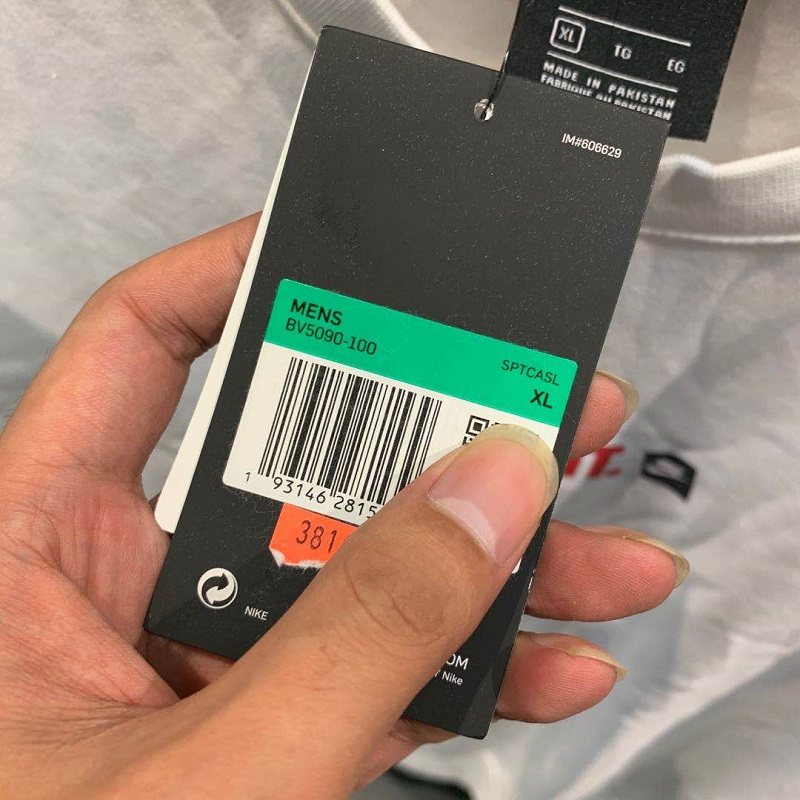 XL TG EG
MADE IN PAKISTAN
FABRIQUE AU PAKISTAN
IM#606629
MENS
BV5090-100
SPTCASL
XL
1 93146 2815
381
IT.
NIKE
OM
Nike